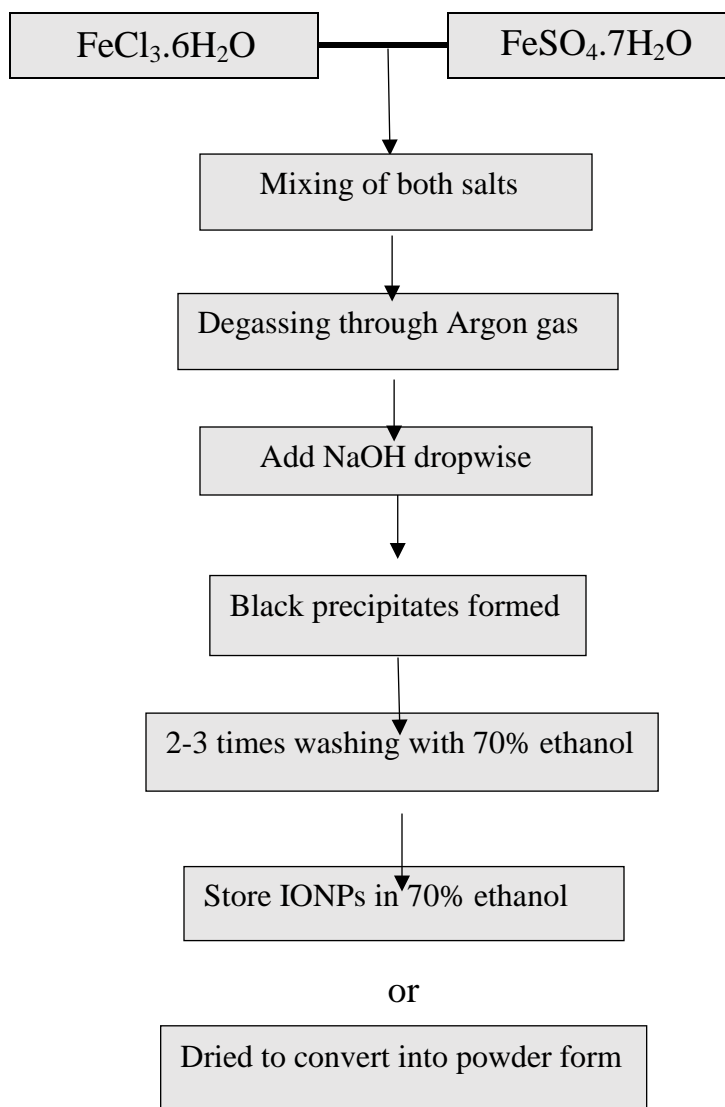 FeCl₃.6H₂O
FeSO₄.7H₂O
Mixing of both salts
Degassing through Argon gas
Add NaOH dropwise
Black precipitates formed
2-3 times washing with 70% ethanol
Store IONPs in 70% ethanol
or
Dried to convert into powder form